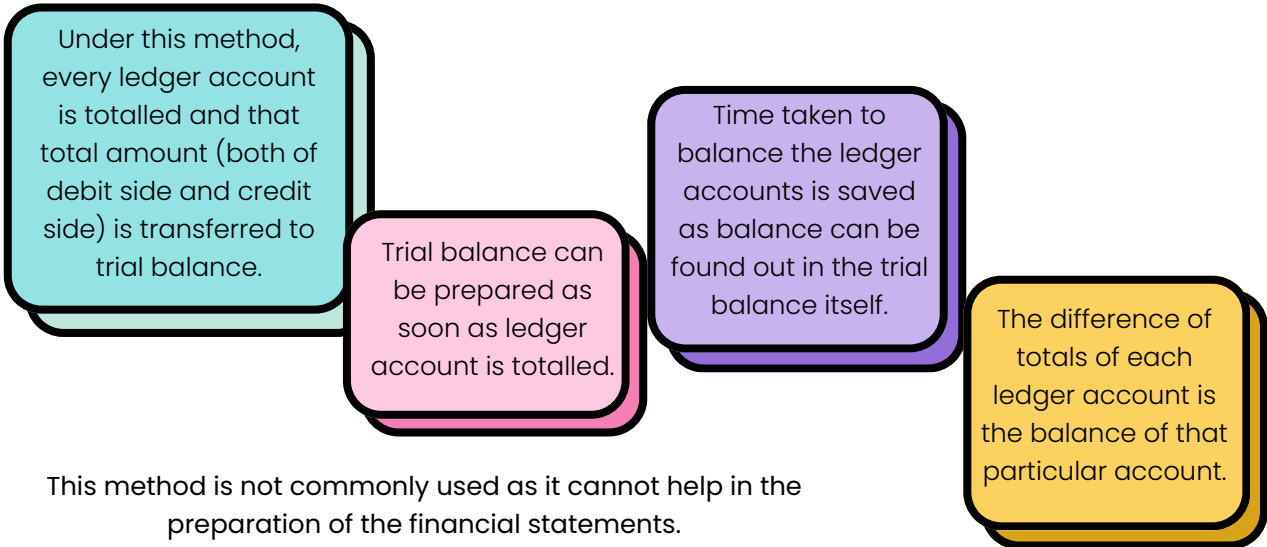 Under this method,
every ledger account
is totalled and that
total amount (both of
debit side and credit
side) is transferred to
trial balance.
Trial balance can
be prepared as
soon as ledger
account is totalled.
Time taken to
balance the ledger
accounts is saved
as balance can be
found out in the trial
balance itself.
The difference of
totals of each
ledger account is
the balance of that
particular account.
This method is not commonly used as it cannot help in the
preparation of the financial statements.